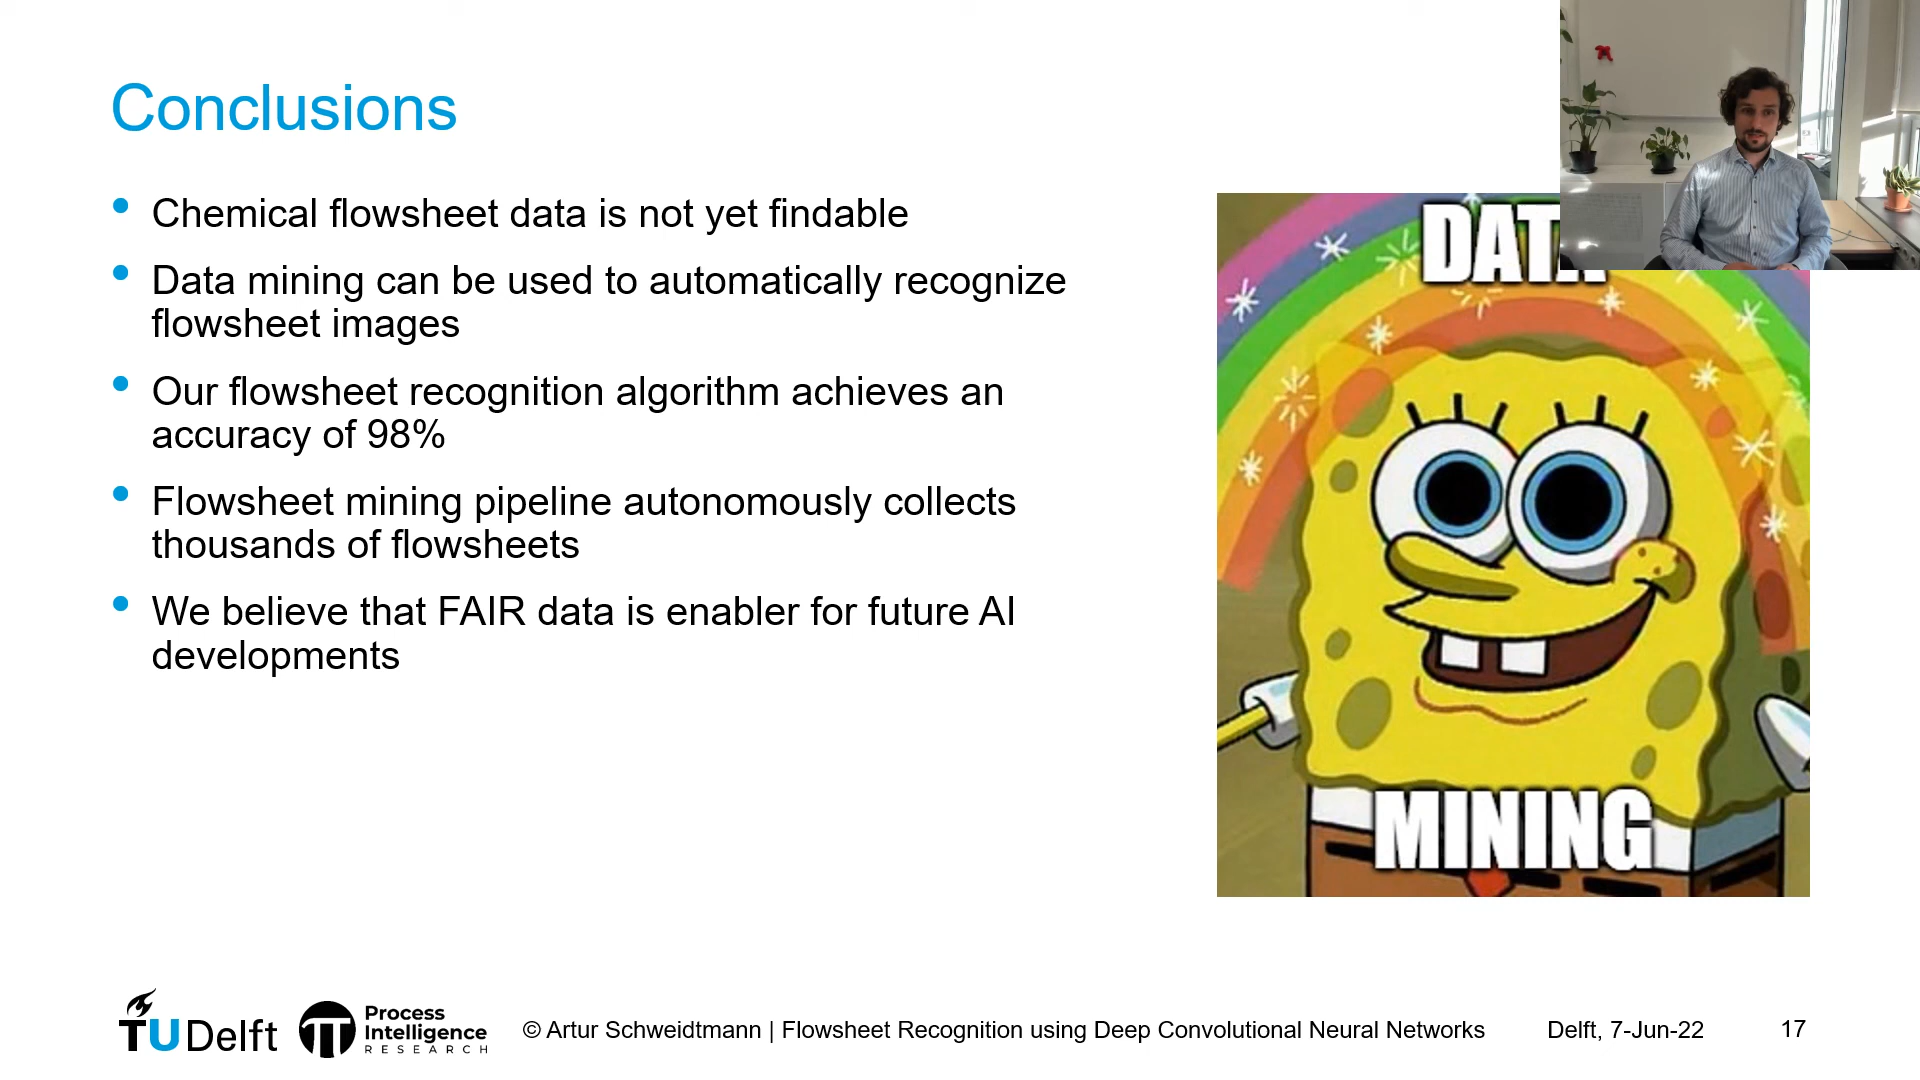 Conclusions
• Chemical flowsheet data is not yet findable
• Data mining can be used to automatically recognize
flowsheet images
• Our flowsheet recognition algorithm achieves an
accuracy of 98%
• Flowsheet mining pipeline autonomously collects
thousands of flowsheets
• We believe that FAIR data is enabler for future AI
developments
MINING
TU Delft
Process
Intelligence
RESEARCH
© Artur Schweidtmann | Flowsheet Recognition using Deep Convolutional Neural Networks
Delft, 7-Jun-22
17